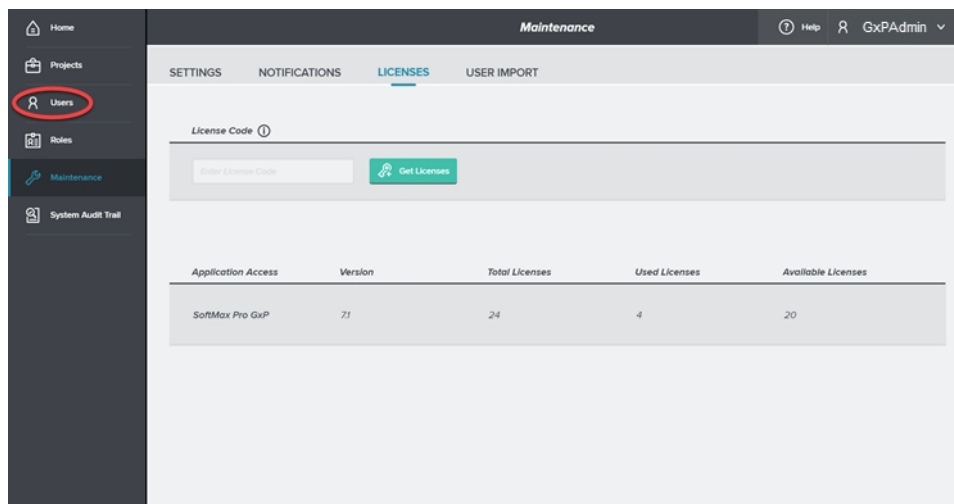 Home
Maintenance
Help
GxPAdmin
Projects
SETTINGS NOTIFICATIONS LICENSES USER IMPORT
Users
Roles
Maintenance
System Audit Trail
License Code
Enter License Code
Get Licenses
Application Access Version Total Licenses Used Licenses Available Licenses
SoftMax Pro GxP 7.1 24 4 20